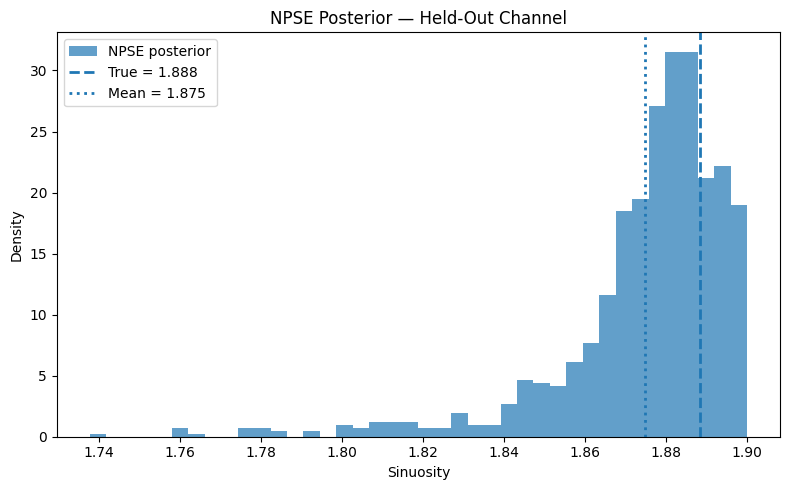 NPSE Posterior — Held-Out Channel
NPSE posterior
True = 1.888
Mean = 1.875
Density
30
25
20
15
10
5
0
1.74 1.76 1.78 1.80 1.82 1.84 1.86 1.88 1.90
Sinuosity